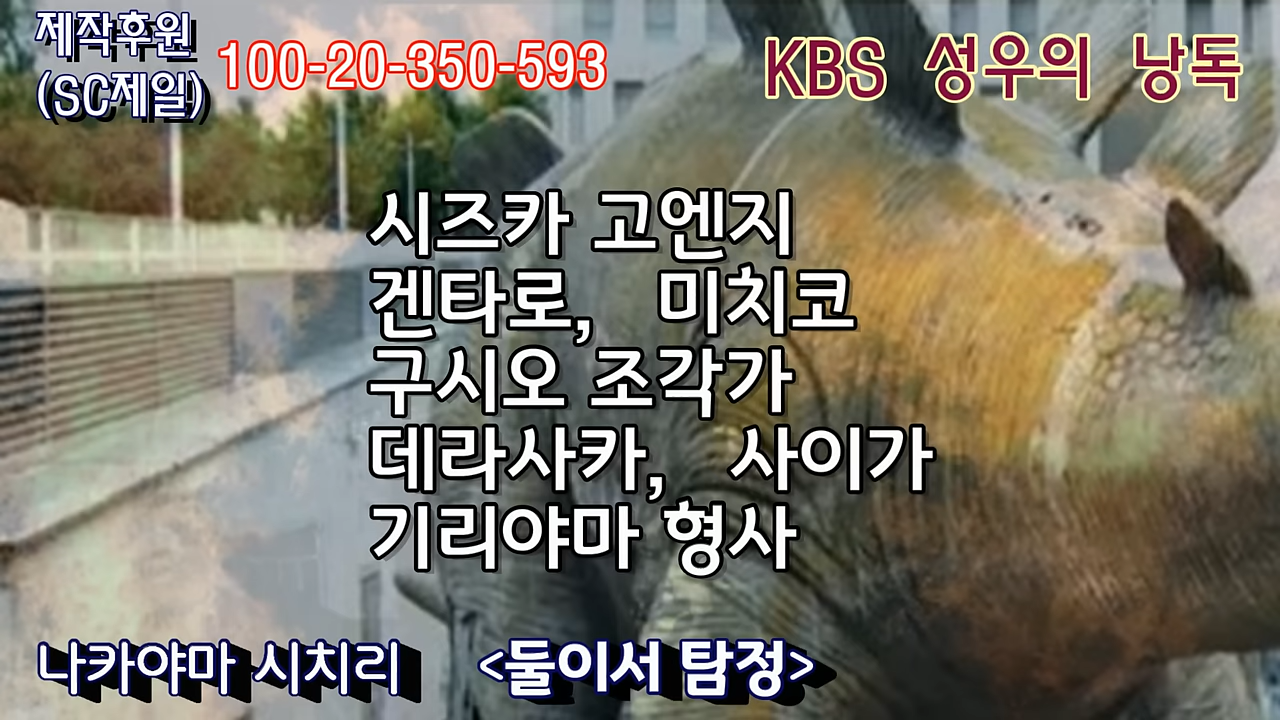 제작후원
(SC제일)
100-20-350-593
KBS 성우의 낭독
시즈카 고엔지
겐타로, 미치코
구시오 조각가
데라사카, 사이가
기리야마 형사
나카야마 시치리 <둘이서 탐정>